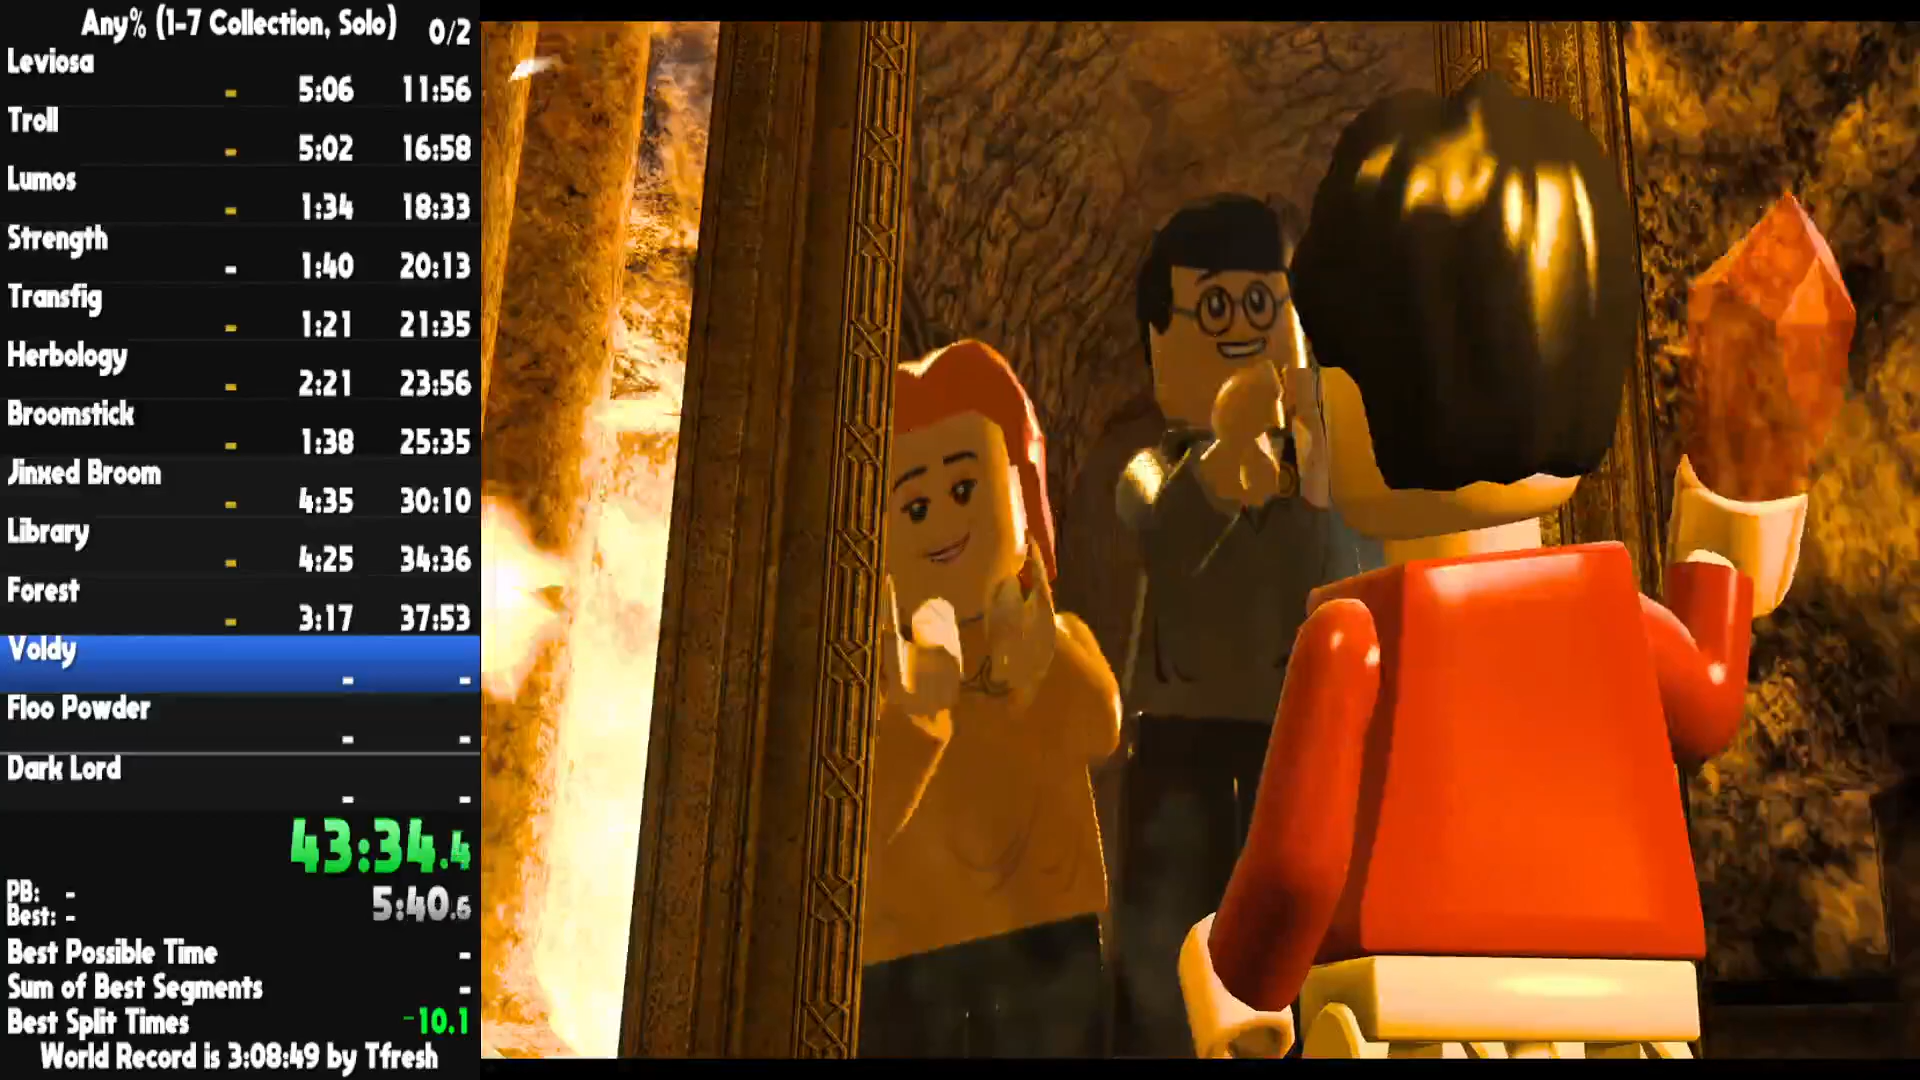 Any% (1-7 Collection, Solo) 0/2
Leviosa
- 5:06 11:56
Troll
- 5:02 16:58
Lumos
- 1:34 18:33
Strength
- 1:40 20:13
Transfig
- 1:21 21:35
Herbology
- 2:21 23:56
Broomstick
- 1:38 25:35
Jinxed Broom
- 4:35 30:10
Library
- 4:25 34:36
Forest
- 3:17 37:53
Voldy
- -
Floo Powder
- -
Dark Lord
- -
43:34.4
PB: -
Best: - 5:40.6
Best Possible Time -
Sum of Best Segments -
Best Split Times -10.1
World Record is 3:08:49 by Tfresh